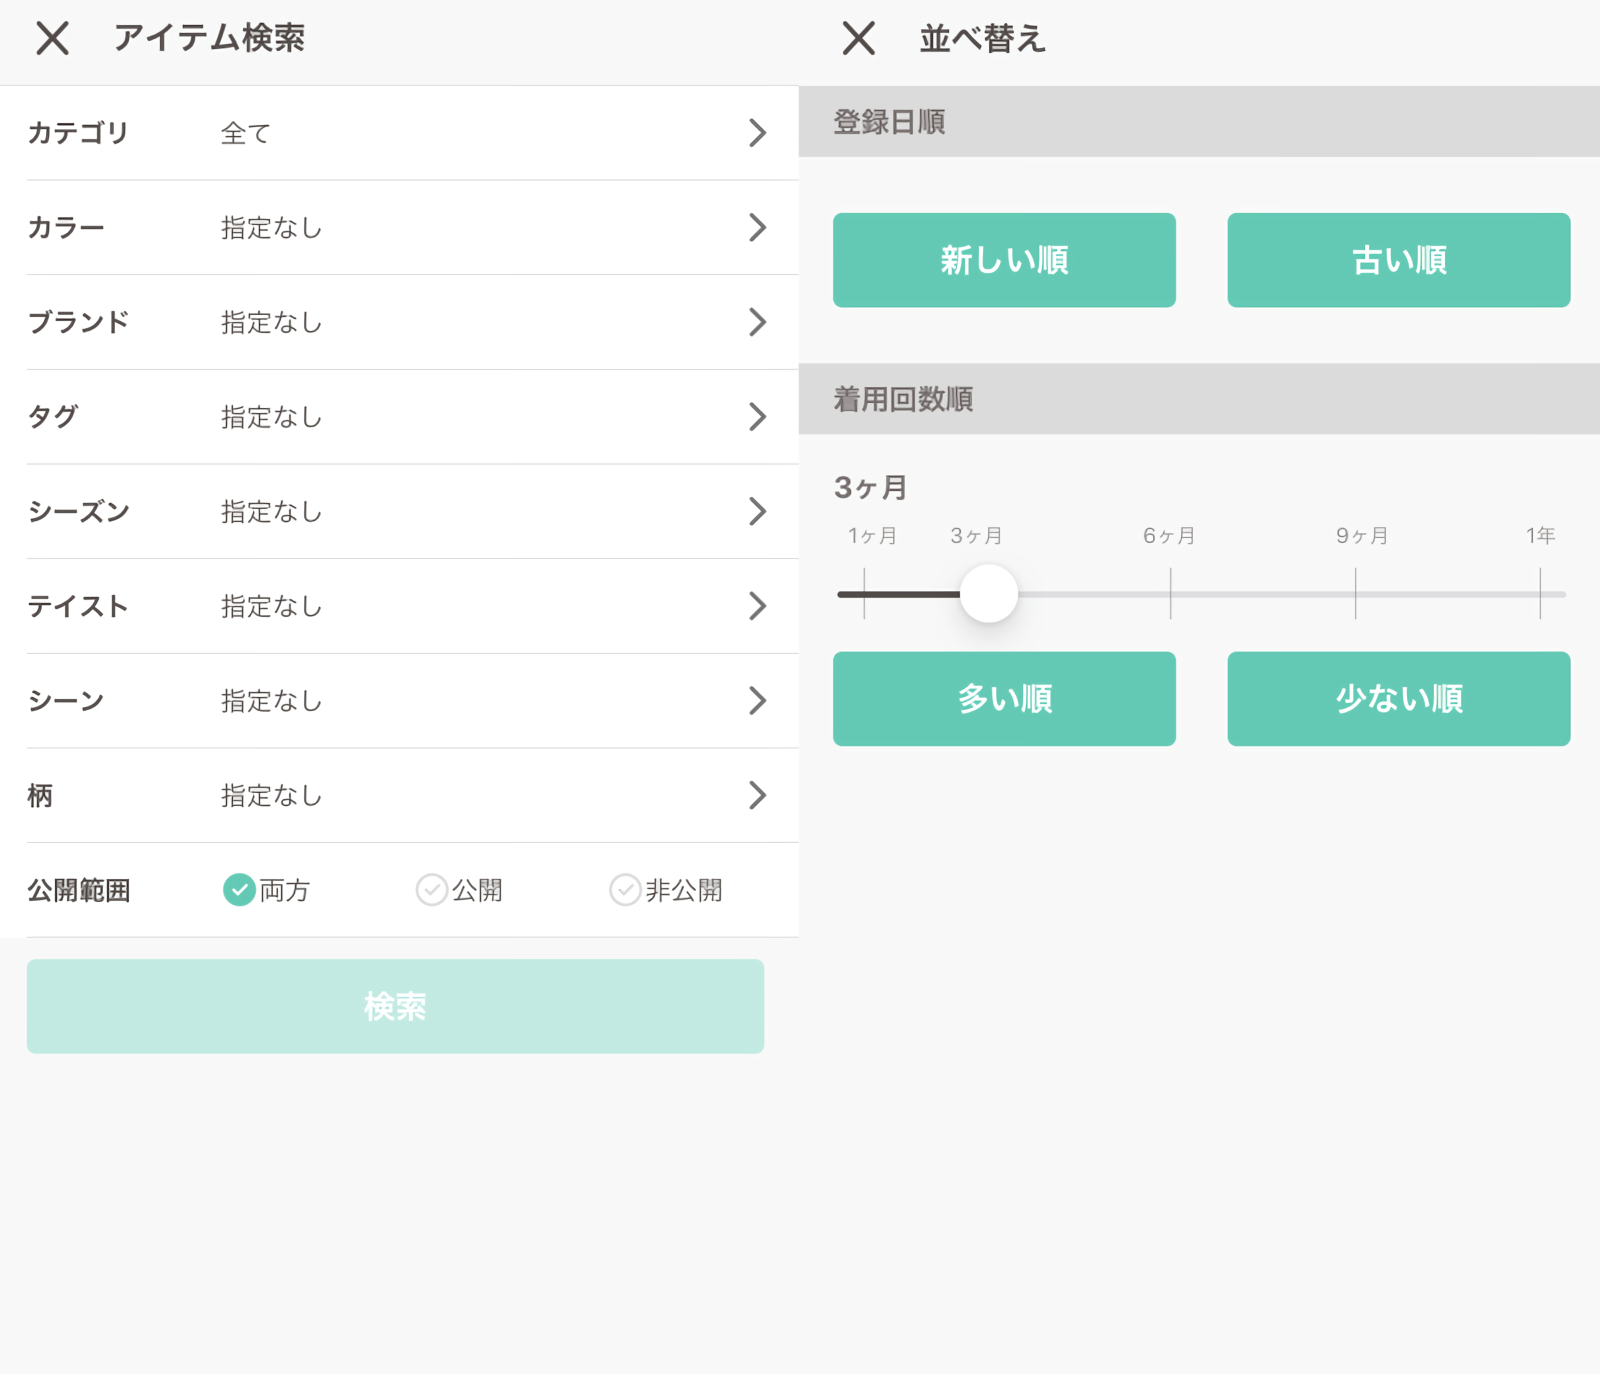 アイテム検索
カテゴリ 全て
カラー 指定なし
ブランド 指定なし
タグ 指定なし
シーズン 指定なし
テイスト 指定なし
シーン 指定なし
柄 指定なし
公開範囲 両方 公開 非公開
検索
並べ替え
登録日順
新しい順 古い順
着用回数順
3ヶ月
1ヶ月 3ヶ月 6ヶ月 9ヶ月 1年
多い順 少ない順